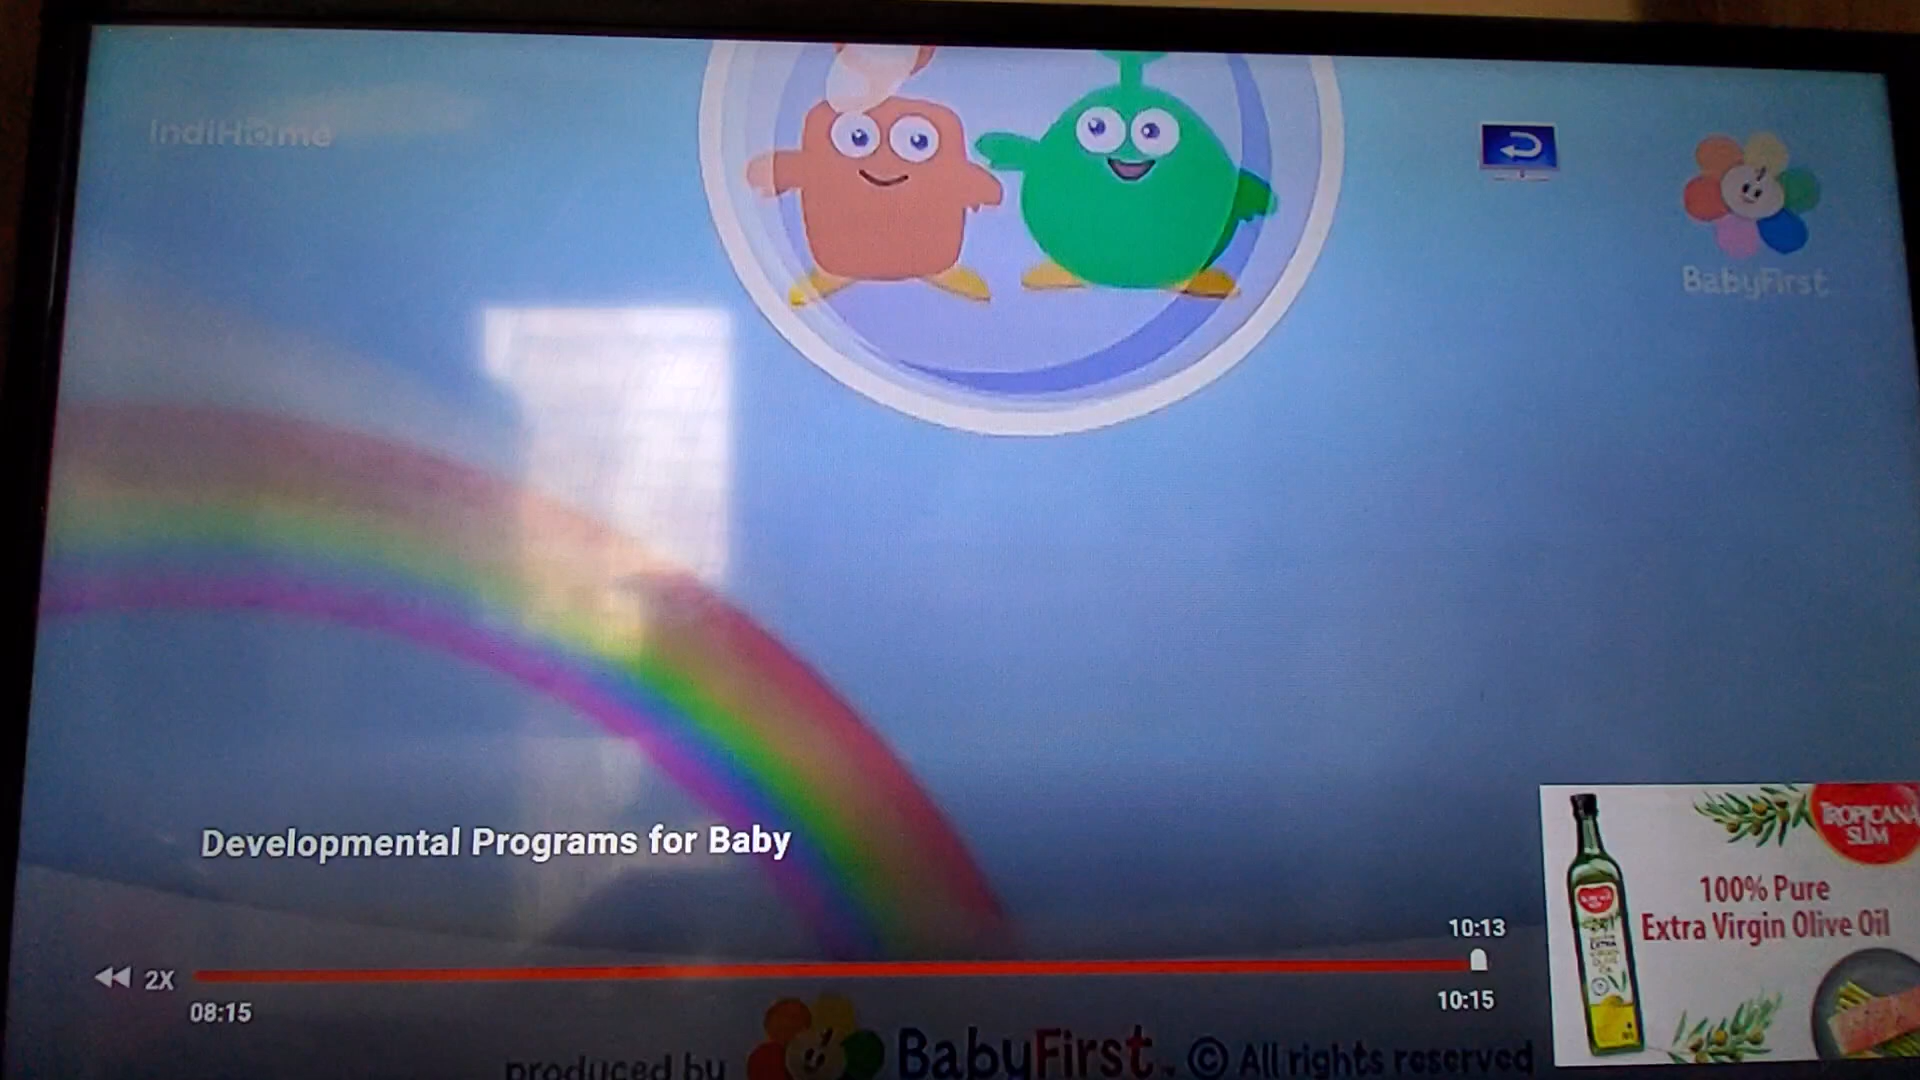 IndiHome
BabyFirst
Developmental Programs for Baby
TROPICANA
SLIM
100% Pure
Extra Virgin Olive Oil
10:13
2X
08:15
10:15
produced by BabyFirst™ © All rights reserved